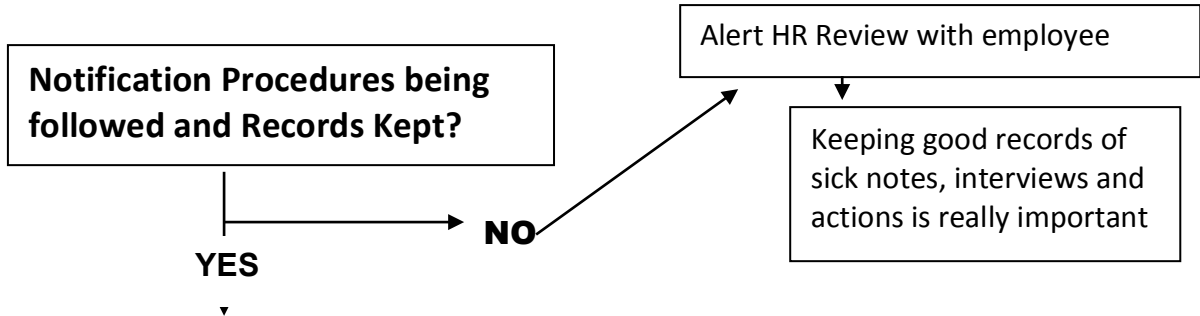 Alert HR Review with employee
Notification Procedures being
followed and Records Kept?
Keeping good records of
sick notes, interviews and
actions is really important
NO
YES